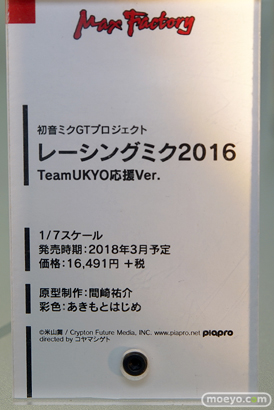 Max Factory
初音ミクGTプロジェクト
レーシングミク2016
TeamUKYO応援Ver.
1/7スケール
発売時期：2018年3月予定
価格：16,491円 +税
原型制作：間崎祐介
彩色：あきもとはじめ
©米山舞 / Crypton Future Media, INC. www.piapro.net piapro
directed by コヤマシゲト
moeyo.com